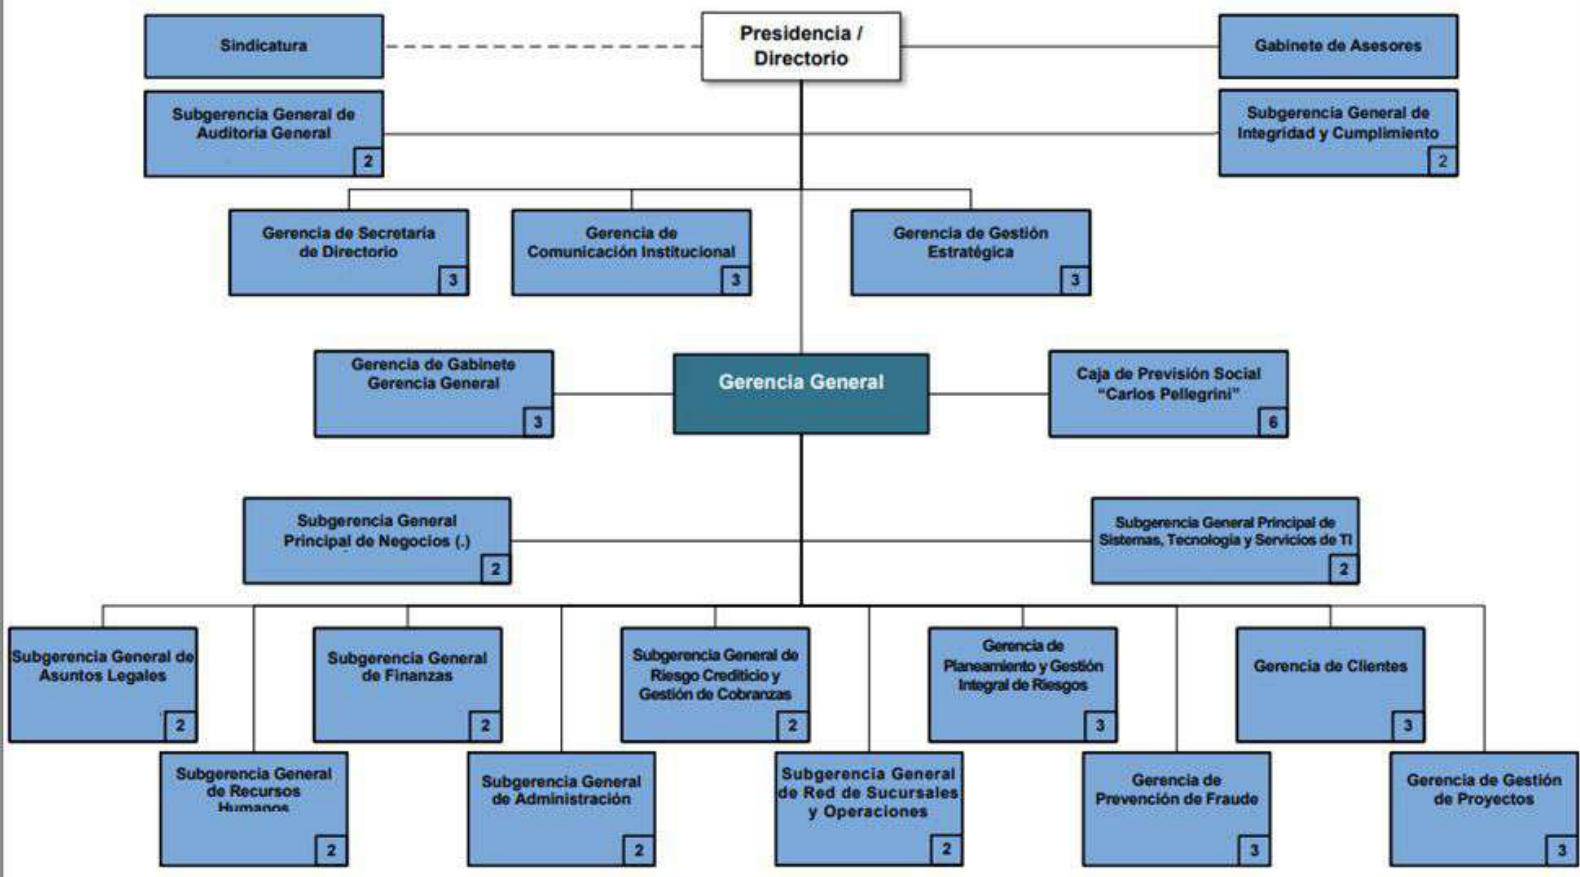 Sindicatura
Presidencia /
Directorio
Gabinete de Asesores
Subgerencia General de
Auditoría General
2
Subgerencia General de
Integridad y Cumplimiento
2
Gerencia de Secretaría
de Directorio
3
Gerencia de
Comunicación Institucional
3
Gerencia de Gestión
Estratégica
3
Gerencia de Gabinete
Gerencia General
3
Gerencia General
Caja de Previsión Social
“Carlos Pellegrini”
6
Subgerencia General
Principal de Negocios (.)
2
Subgerencia General Principal de
Sistemas, Tecnología y Servicios de TI
2
Subgerencia General de
Asuntos Legales
2
Subgerencia General
de Finanzas
2
Subgerencia General de
Riesgo Crediticio y
Gestión de Cobranzas
2
Gerencia de
Planeamiento y Gestión
Integral de Riesgos
3
Gerencia de Clientes
3
Subgerencia General
de Recursos
Humanos
2
Subgerencia General
de Administración
2
Subgerencia General
de Red de Sucursales
y Operaciones
2
Gerencia de
Prevención de Fraude
3
Gerencia de Gestión
de Proyectos
3